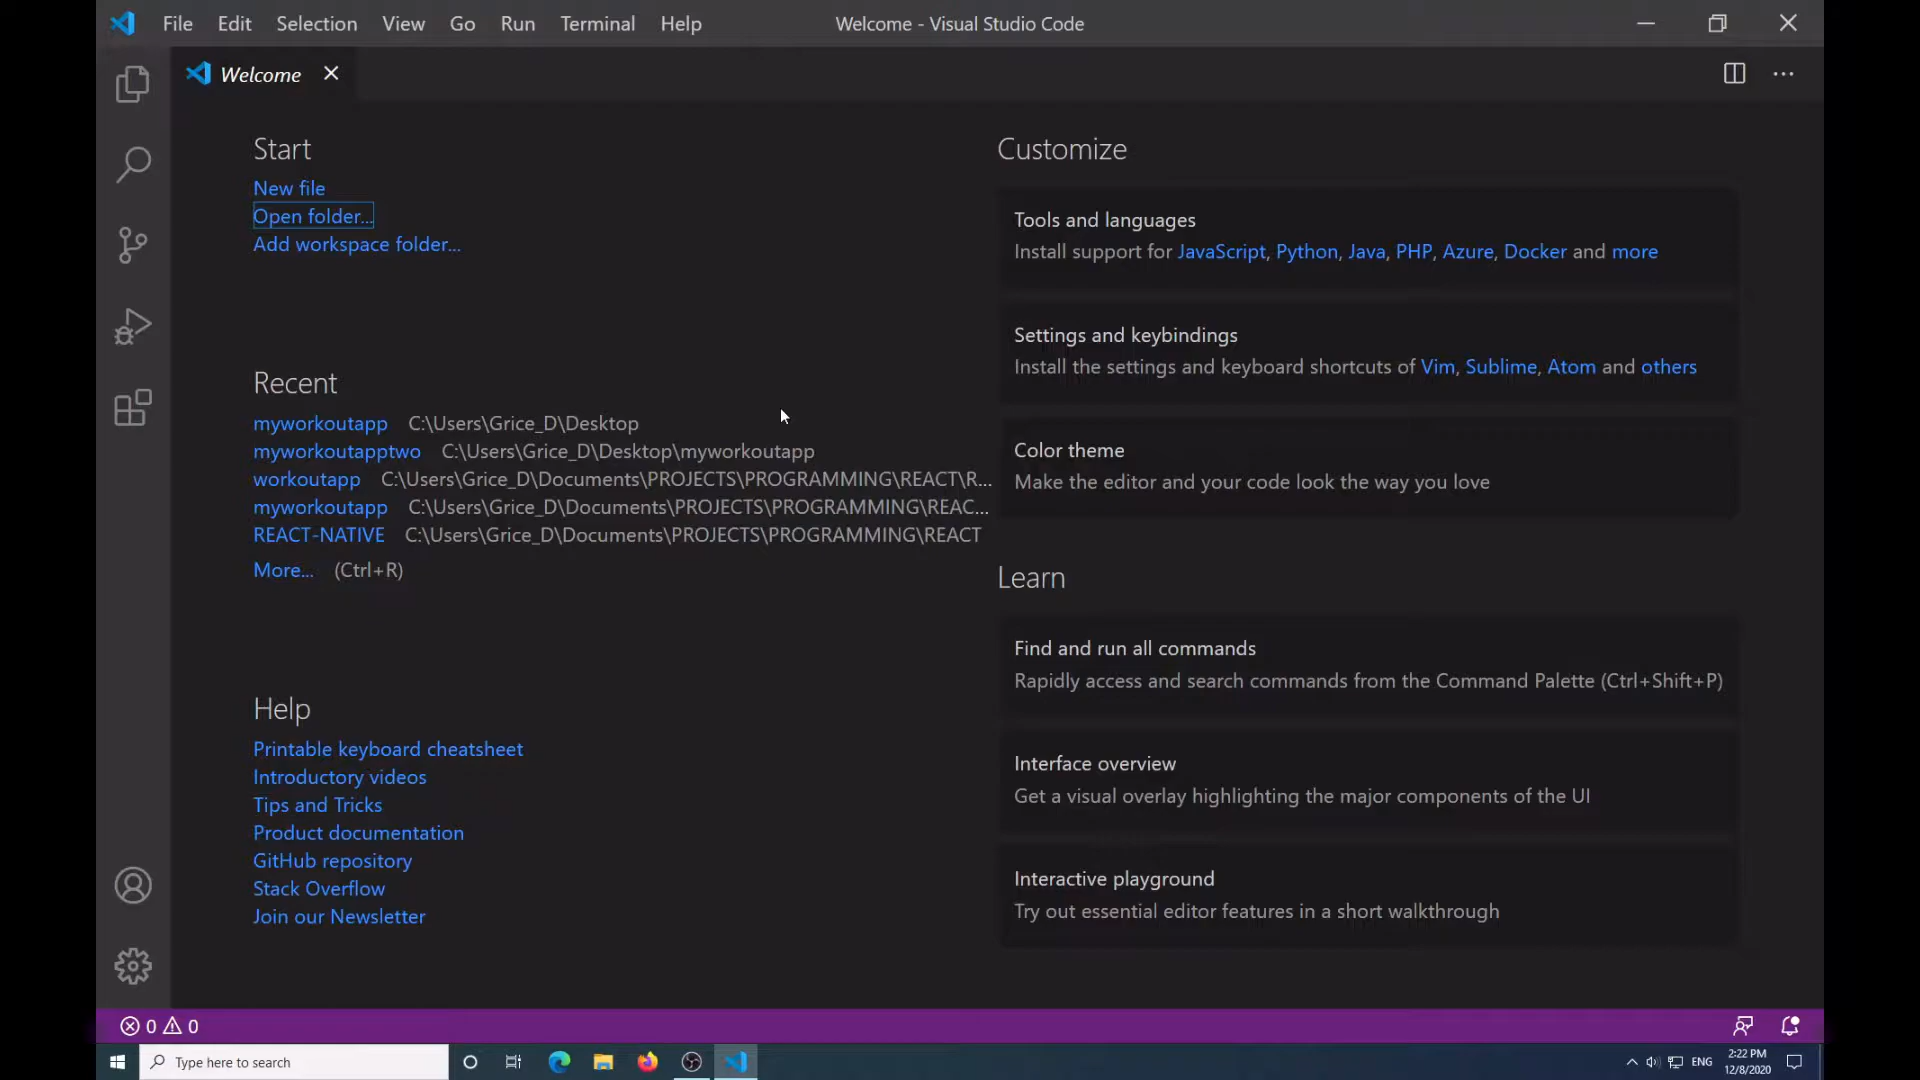 File Edit Selection View Go Run Terminal Help Welcome - Visual Studio Code
Welcome
Start
New file
Open folder...
Add workspace folder...
Recent
myworkoutapp C:\Users\Grice_D\Desktop
myworkoutapptwo C:\Users\Grice_D\Desktop\myworkoutapp
workoutapp C:\Users\Grice_D\Documents\PROJECTS\PROGRAMMING\REACT\R...
myworkoutapp C:\Users\Grice_D\Documents\PROJECTS\PROGRAMMING\REAC...
REACT-NATIVE C:\Users\Grice_D\Documents\PROJECTS\PROGRAMMING\REACT
More... (Ctrl+R)
Help
Printable keyboard cheatsheet
Introductory videos
Tips and Tricks
Product documentation
GitHub repository
Stack Overflow
Join our Newsletter
Customize
Tools and languages
Install support for JavaScript, Python, Java, PHP, Azure, Docker and more
Settings and keybindings
Install the settings and keyboard shortcuts of Vim, Sublime, Atom and others
Color theme
Make the editor and your code look the way you love
Learn
Find and run all commands
Rapidly access and search commands from the Command Palette (Ctrl+Shift+P)
Interface overview
Get a visual overlay highlighting the major components of the UI
Interactive playground
Try out essential editor features in a short walkthrough
0 0
Type here to search
ENG
2:22 PM
12/8/2020